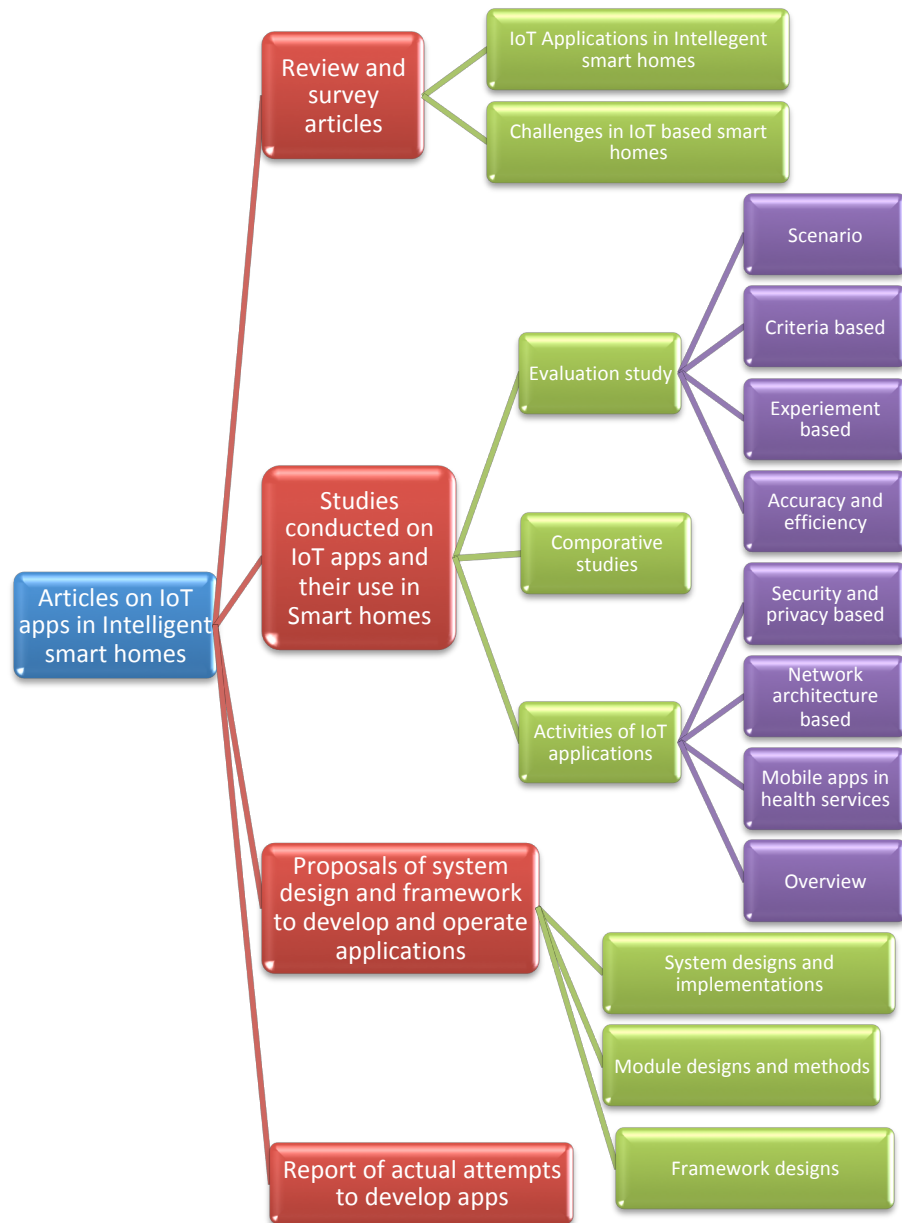 Articles on IoT
apps in Intelligent
smart homes
Review and
survey
articles
IoT Applications in Intellegent
smart homes
Challenges in IoT based smart
homes
Studies
conducted on
IoT apps and
their use in
Smart homes
Evaluation study
Scenario
Criteria based
Experiement
based
Accuracy and
efficiency
Comporative
studies
Activities of IoT
applications
Security and
privacy based
Network
architecture
based
Mobile apps in
health services
Overview
Proposals of system
design and framework
to develop and operate
applications
System designs and
implementations
Module designs and methods
Framework designs
Report of actual attempts
to develop apps